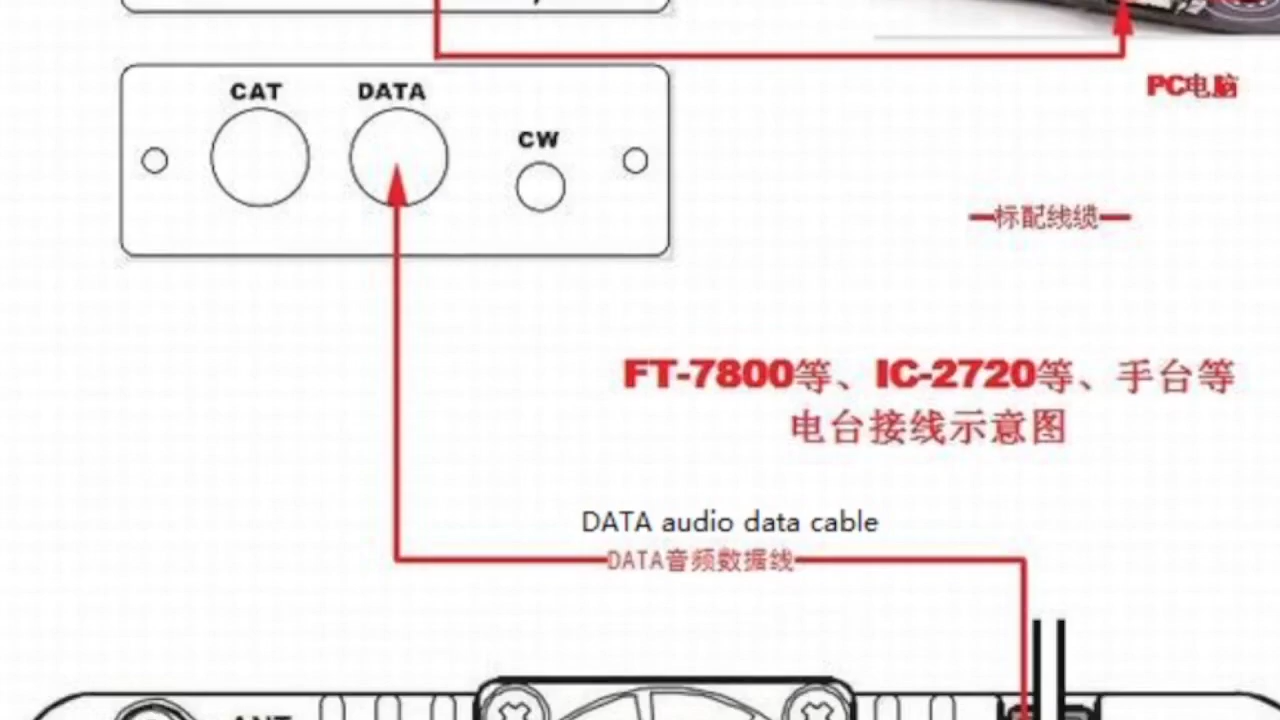 PC电脑
CAT DATA
CW
标配线缆
FT-7800等、IC-2720等、手台等
电台接线示意图
DATA audio data cable
DATA音频数据线
ANT